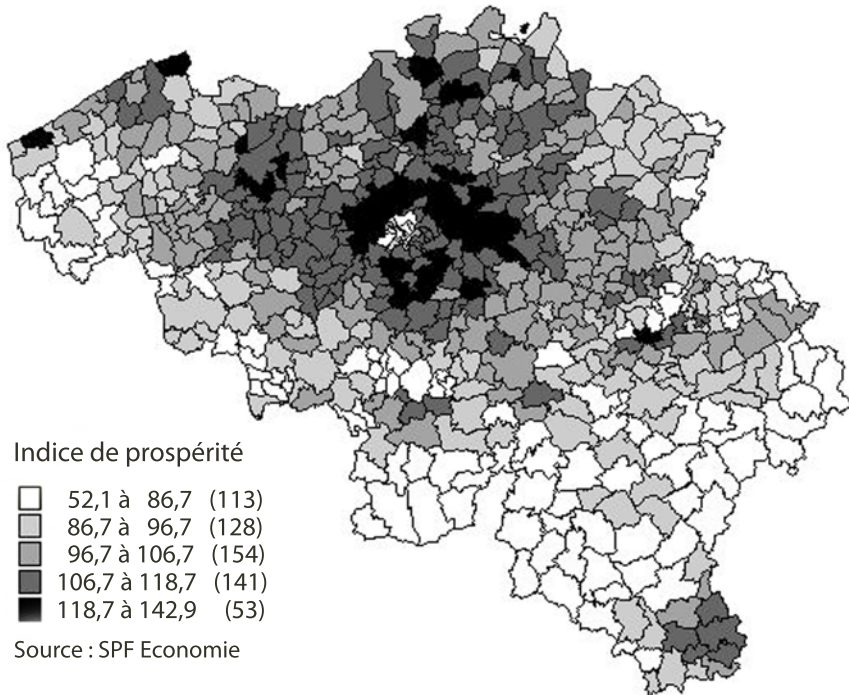 Indice de prospérité
52,1 à 86,7 (113)
86,7 à 96,7 (128)
96,7 à 106,7 (154)
106,7 à 118,7 (141)
118,7 à 142,9 (53)
Source : SPF Economie